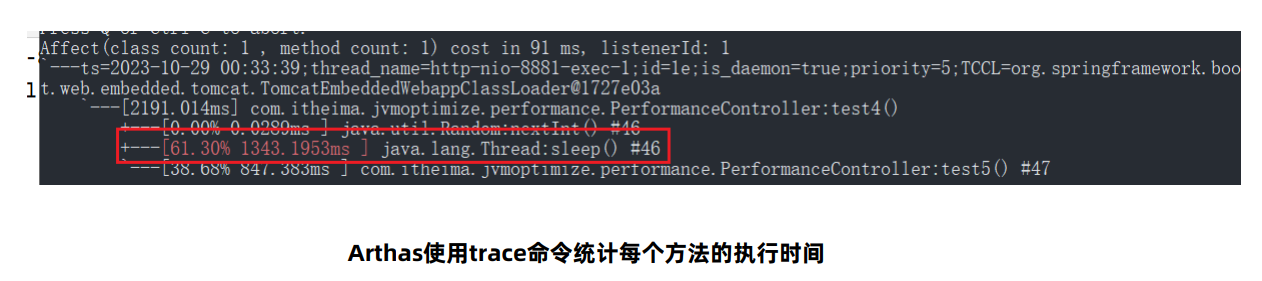 Press Q or Ctrl+C to abort.
Affect(class count: 1 , method count: 1) cost in 91 ms, listenerId: 1
`---ts=2023-10-29 00:33:39;thread_name=http-nio-8881-exec-1;id=1e;is_daemon=true;priority=5;TCCL=org.springframework.boo
t.web.embedded.tomcat.TomcatEmbeddedWebappClassLoader@1727e03a
`---[2191.014ms] com.itheima.jvmoptimize.performance.PerformanceController:test4()
+---[0.00% 0.0289ms ] java.util.Random:nextInt() #46
+---[61.30% 1343.1953ms ] java.lang.Thread:sleep() #46
`---[38.68% 847.383ms ] com.itheima.jvmoptimize.performance.PerformanceController:test5() #47
Arthas使用trace命令统计每个方法的执行时间